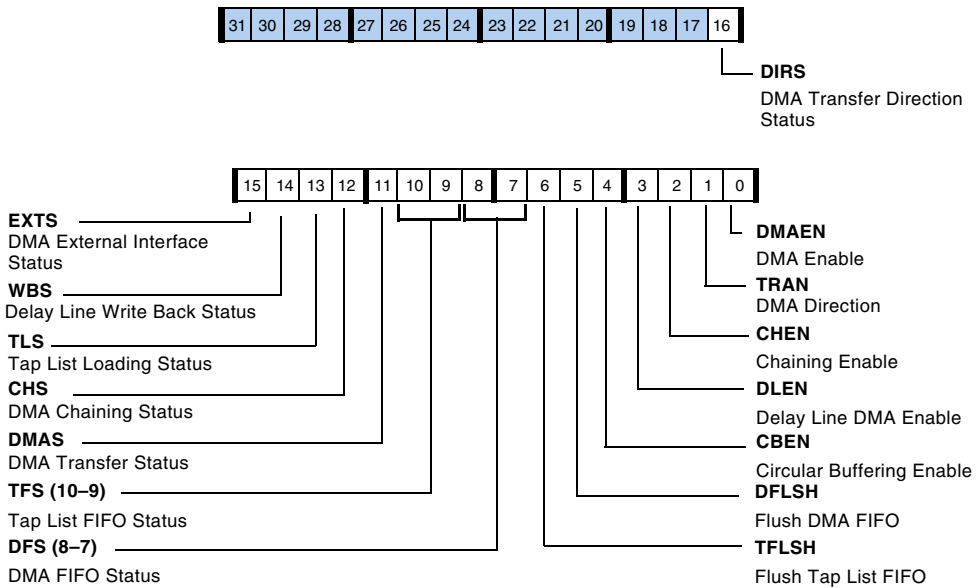 31 30 29 28 27 26 25 24 23 22 21 20 19 18 17 16
DIRS
DMA Transfer Direction
Status
15 14 13 12 11 10 9 8 7 6 5 4 3 2 1 0
EXTS
DMA External Interface
Status
WBS
Delay Line Write Back Status
TLS
Tap List Loading Status
CHS
DMA Chaining Status
DMAS
DMA Transfer Status
TFS (10–9)
Tap List FIFO Status
DFS (8–7)
DMA FIFO Status
DMAEN
DMA Enable
TRAN
DMA Direction
CHEN
Chaining Enable
DLEN
Delay Line DMA Enable
CBEN
Circular Buffering Enable
DFLSH
Flush DMA FIFO
TFLSH
Flush Tap List FIFO